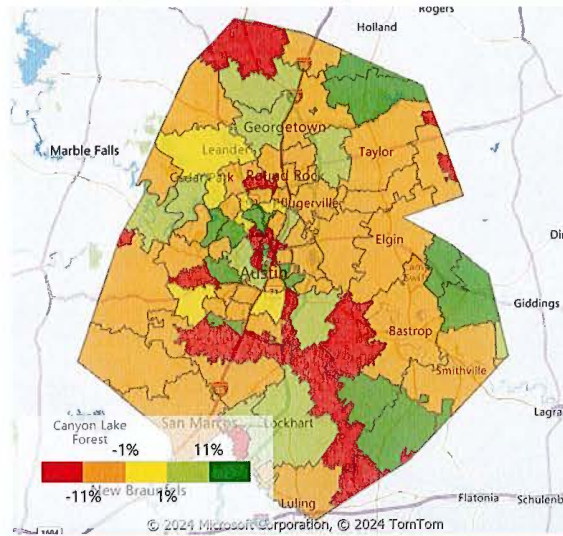 Rogers
Holland
Georgetown
Leander
Marble Falls
Taylor
Cedar Park
Round Rock
Pflugerville
Elgin
Austin
Giddings
Bastrop
Smithville
Canyon Lake
Forest
San Marcos
Lockhart
-1% 11%
-11% 1%
New Braunfels
Luling
Flatonia
© 2024 Microsoft Corporation, © 2024 TomTom